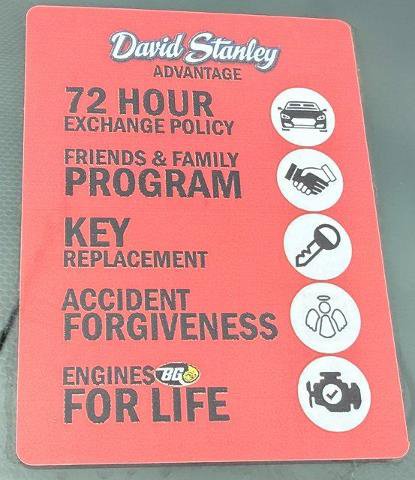 David Stanley
ADVANTAGE
72 HOUR
EXCHANGE POLICY
FRIENDS & FAMILY
PROGRAM
KEY
REPLACEMENT
ACCIDENT
FORGIVENESS
ENGINES BG
FOR LIFE